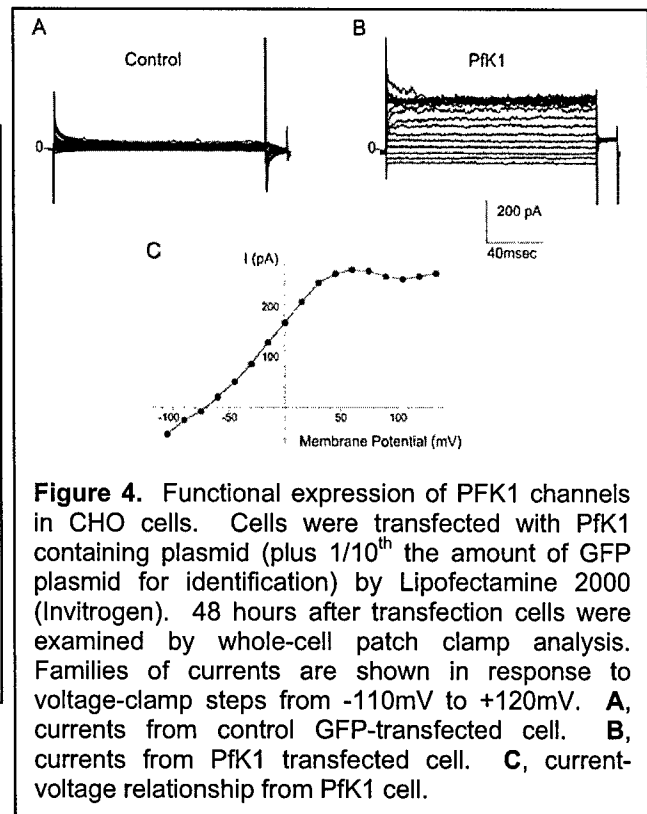 A
B
Control
PfK1
0
0
200 pA
40msec
C
I (pA)
200
100
-100
-50
50
100
Membrane Potential (mV)
Figure 4. Functional expression of PFK1 channels
in CHO cells. Cells were transfected with PfK1
containing plasmid (plus 1/10th the amount of GFP
plasmid for identification) by Lipofectamine 2000
(Invitrogen). 48 hours after transfection cells were
examined by whole-cell patch clamp analysis.
Families of currents are shown in response to
voltage-clamp steps from -110mV to +120mV. A,
currents from control GFP-transfected cell. B,
currents from PfK1 transfected cell. C, current-
voltage relationship from PfK1 cell.